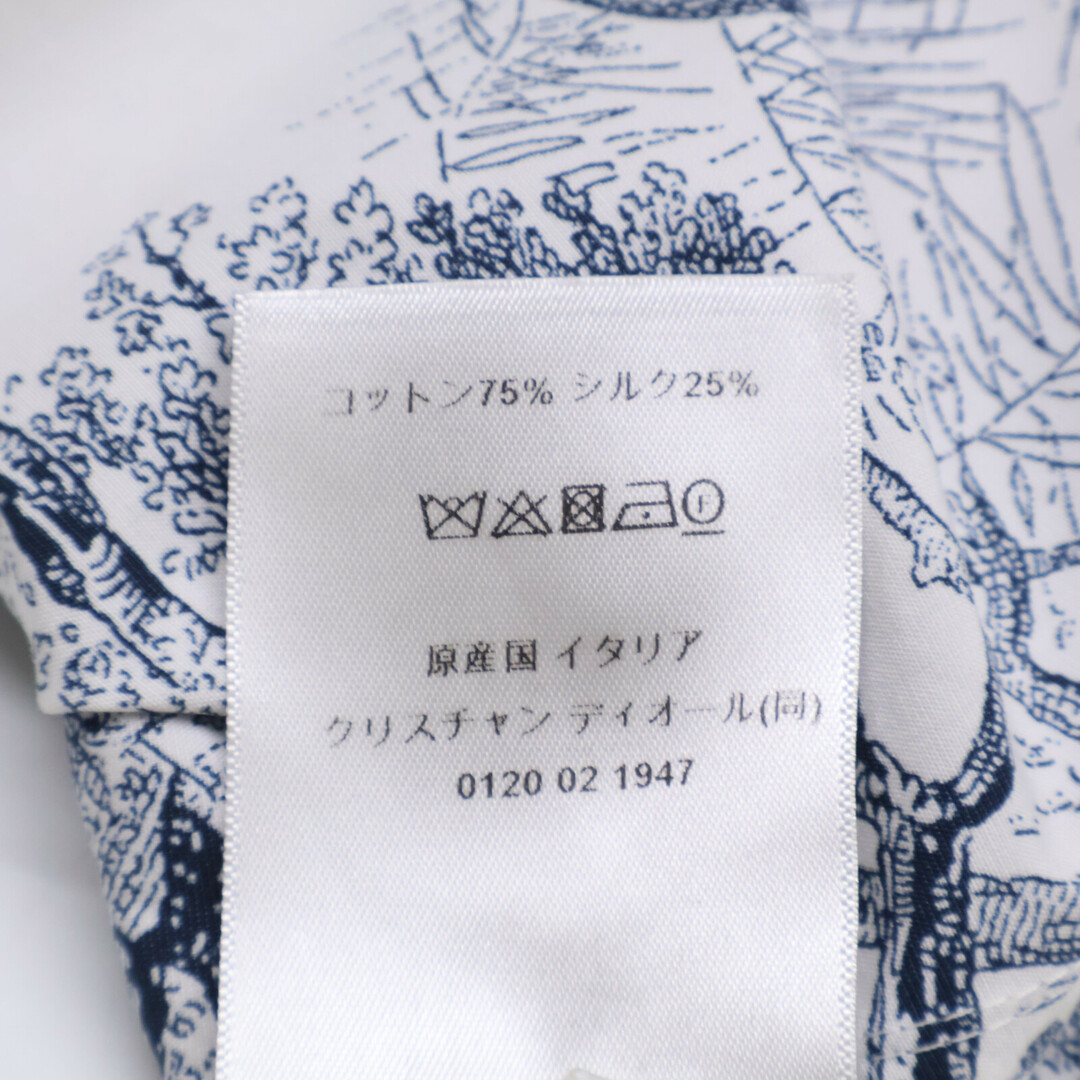 コットン75% シルク25%
F
原産国 イタリア
クリスチャン ディオール(同)
0120 02 1947